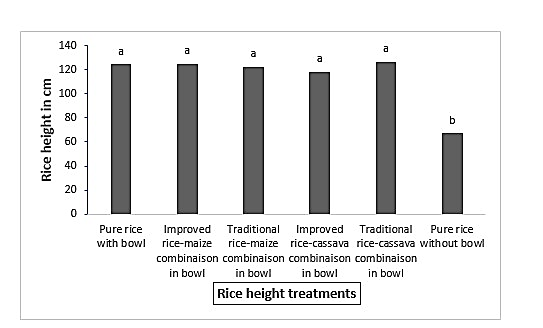 140
120
100
80
60
40
20
0
Rice height in cm
a
a
a
a
a
b
Pure rice
with bowl
Improved
rice-maize
combinaison
in bowl
Traditional
rice-maize
combinaison
in bowl
Improved
rice-cassava
combinaison
in bowl
Traditional
rice-cassava
combinaison
in bowl
Pure rice
without bowl
Rice height treatments